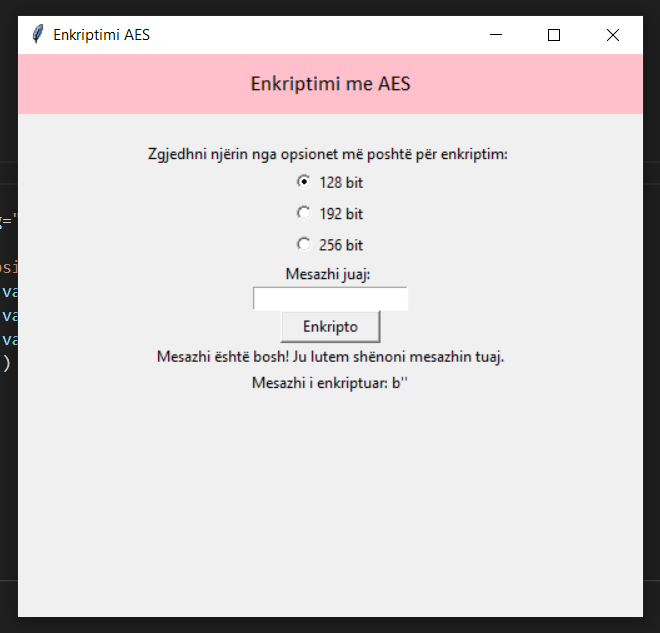 Enkriptimi AES
Enkriptimi me AES
Zgjedhni njërin nga opsionet më poshtë për enkriptim:
128 bit
192 bit
256 bit
Mesazhi juaj:
Enkripto
Mesazhi është bosh! Ju lutem shënoni mesazhin tuaj.
Mesazhi i enkriptuar: b''
="
osi
va
va
va
)